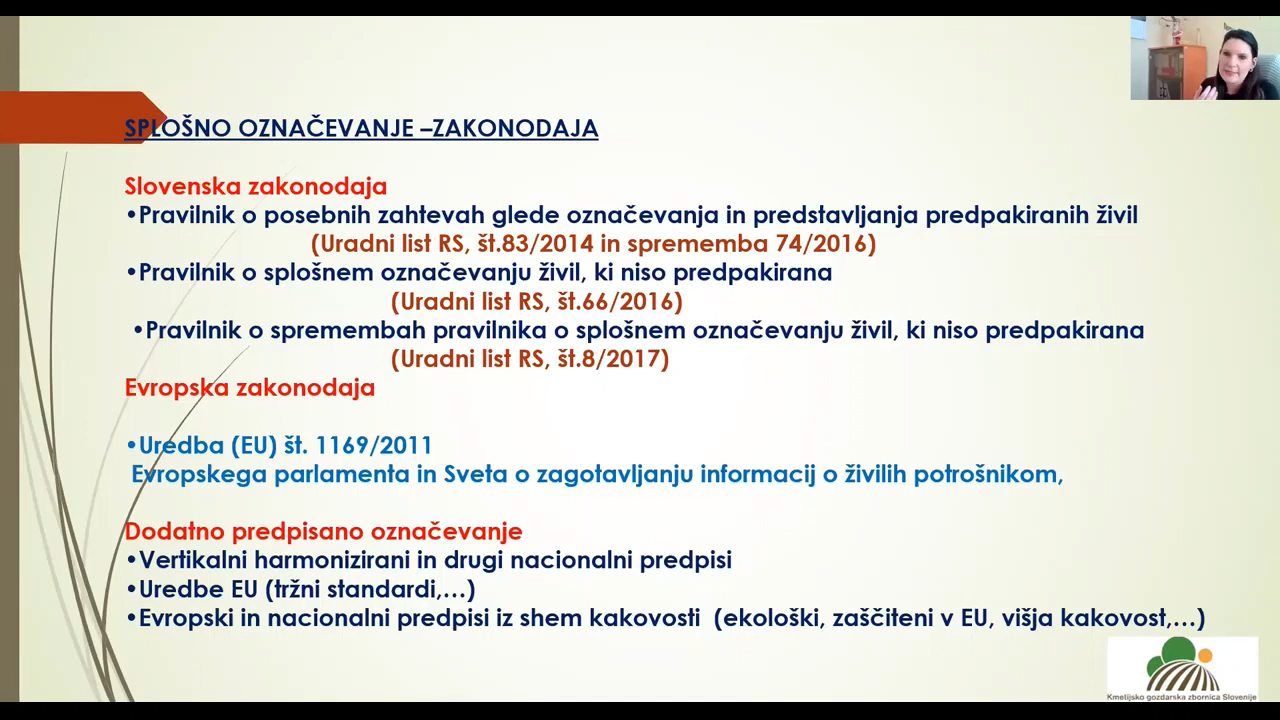 SPLOŠNO OZNAČEVANJE –ZAKONODAJA
Slovenska zakonodaja
•Pravilnik o posebnih zahtevah glede označevanja in predstavljanja predpakiranih živil
(Uradni list RS, št.83/2014 in sprememba 74/2016)
•Pravilnik o splošnem označevanju živil, ki niso predpakirana
(Uradni list RS, št.66/2016)
•Pravilnik o spremembah pravilnika o splošnem označevanju živil, ki niso predpakirana
(Uradni list RS, št.8/2017)
Evropska zakonodaja
•Uredba (EU) št. 1169/2011
Evropskega parlamenta in Sveta o zagotavljanju informacij o živilih potrošnikom,
Dodatno predpisano označevanje
•Vertikalni harmonizirani in drugi nacionalni predpisi
•Uredbe EU (tržni standardi,…)
•Evropski in nacionalni predpisi iz shem kakovosti (ekološki, zaščiteni v EU, višja kakovost,…)
Kmetijsko gozdarska zbornica Slovenije